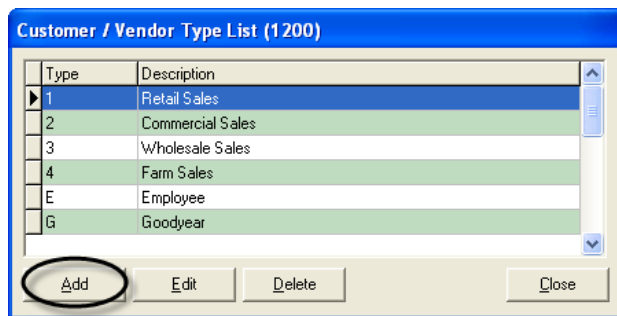 Customer / Vendor Type List (1200)
Type Description
1 Retail Sales
2 Commercial Sales
3 Wholesale Sales
4 Farm Sales
E Employee
G Goodyear
Add Edit Delete Close